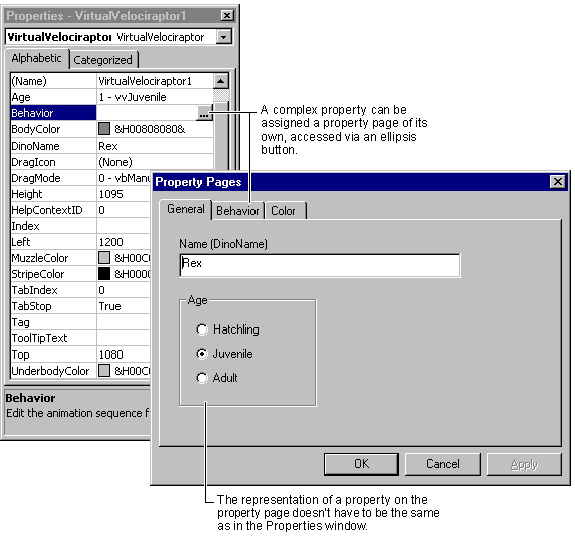 Properties - VirtualVelociraptor1
VirtualVelociraptor1 VirtualVelociraptor
Alphabetic Categorized
(Name) VirtualVelociraptor1
Age 1 - vvJuvenile
Behavior ...
BodyColor &H00808080&
DinoName Rex
DragIcon (None)
DragMode 0 - vbManu
Height 1095
HelpContextID 0
Index
Left 1200
MuzzleColor &H00C0
StripeColor &H0000
TabIndex 0
TabStop True
Tag
ToolTipText
Top 1080
UnderbodyColor &H00C0
Behavior
Edit the animation sequence f
A complex property can be
assigned a property page of its
own, accessed via an ellipsis
button.
Property Pages
General Behavior Color
Name (DinoName)
Rex
Age
Hatchling
Juvenile
Adult
OK Cancel Apply
The representation of a property on the
property page doesn't have to be the same
as in the Properties window.